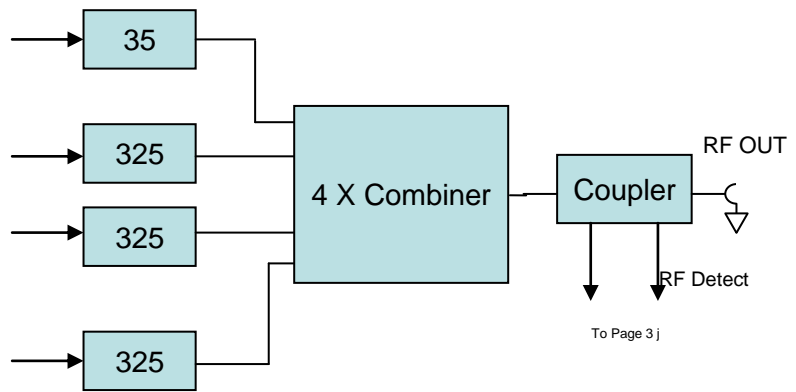 35
325
325
325
4 X Combiner
Coupler
RF OUT
RF Detect
To Page 3 j